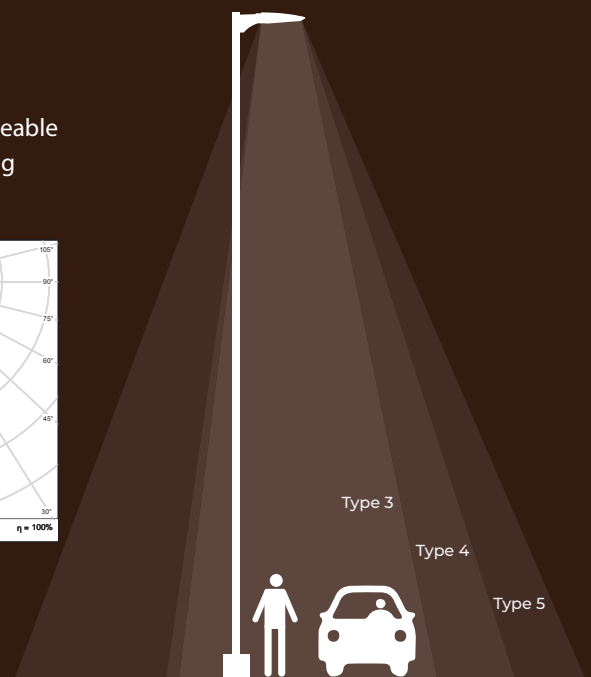 eable
g
105°
90°
75°
60°
45°
30°
η = 100%
Type 3
Type 4
Type 5